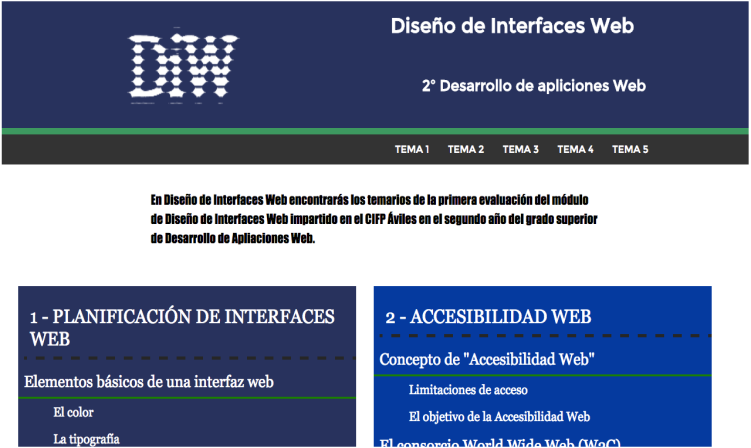 DiW
Diseño de Interfaces Web
2º Desarrollo de apliciones Web
TEMA 1 TEMA 2 TEMA 3 TEMA 4 TEMA 5
En Diseño de Interfaces Web encontrarás los temarios de la primera evaluación del módulo
de Diseño de Interfaces Web impartido en el CIFP Áviles en el segundo año del grado superior
de Desarrollo de Apliaciones Web.
1 - PLANIFICACIÓN DE INTERFACES
WEB
Elementos básicos de una interfaz web
El color
La tipografía
2 - ACCESIBILIDAD WEB
Concepto de "Accesibilidad Web"
Limitaciones de acceso
El objetivo de la Accesibilidad Web
El consorcio World Wide Web (W3C)